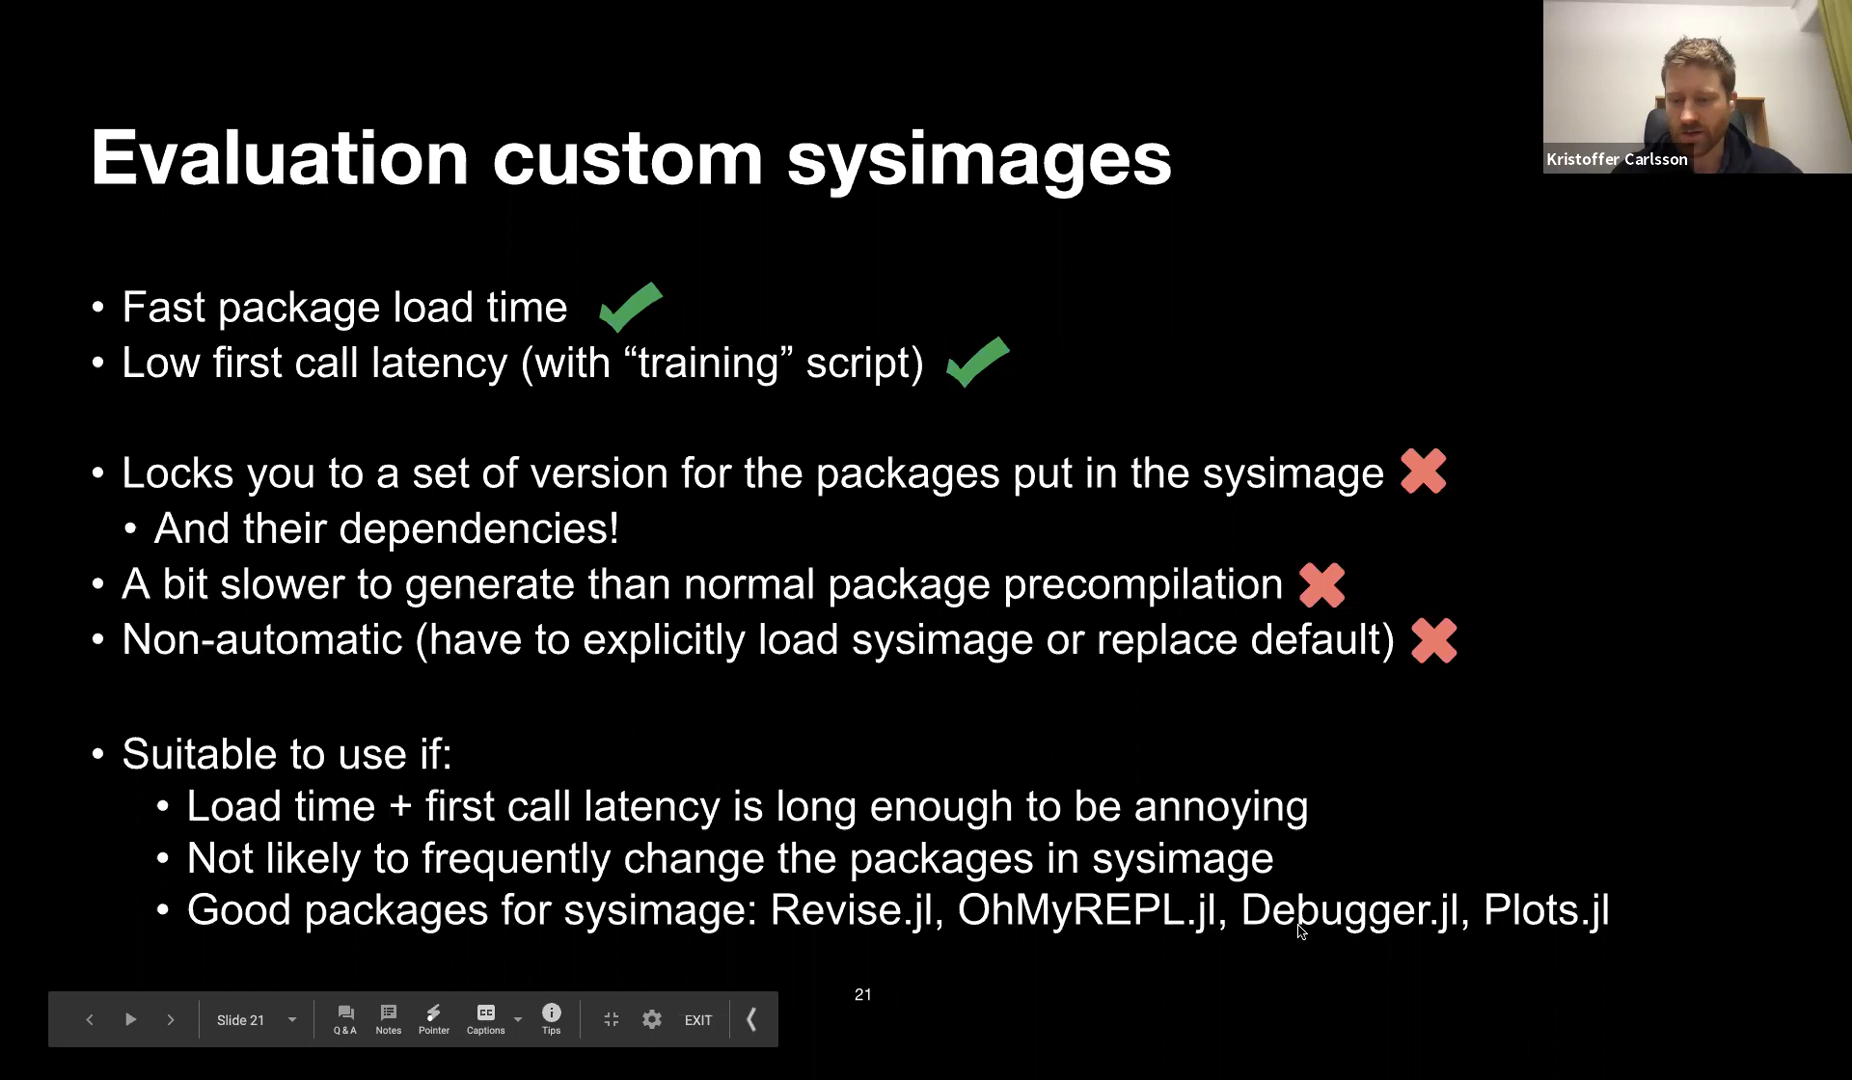 Evaluation custom sysimages
Kristoffer Carlsson
• Fast package load time
• Low first call latency (with “training” script)
• Locks you to a set of version for the packages put in the sysimage
• And their dependencies!
• A bit slower to generate than normal package precompilation
• Non-automatic (have to explicitly load sysimage or replace default)
• Suitable to use if:
• Load time + first call latency is long enough to be annoying
• Not likely to frequently change the packages in sysimage
• Good packages for sysimage: Revise.jl, OhMyREPL.jl, Debugger.jl, Plots.jl
21
Slide 21
Q & A
Notes
Pointer
CC
Captions
Tips
EXIT